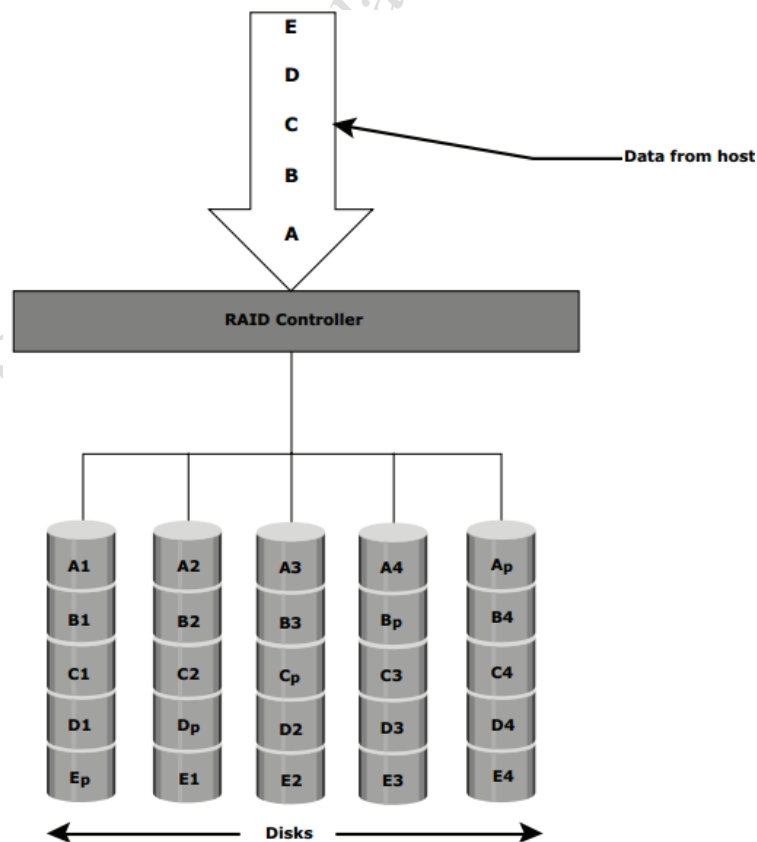 E
D
C
B
A
Data from host
RAID Controller
A1 A2 A3 A4 Ap
B1 B2 B3 Bp B4
C1 C2 Cp C3 C4
D1 Dp D2 D3 D4
Ep E1 E2 E3 E4
Disks